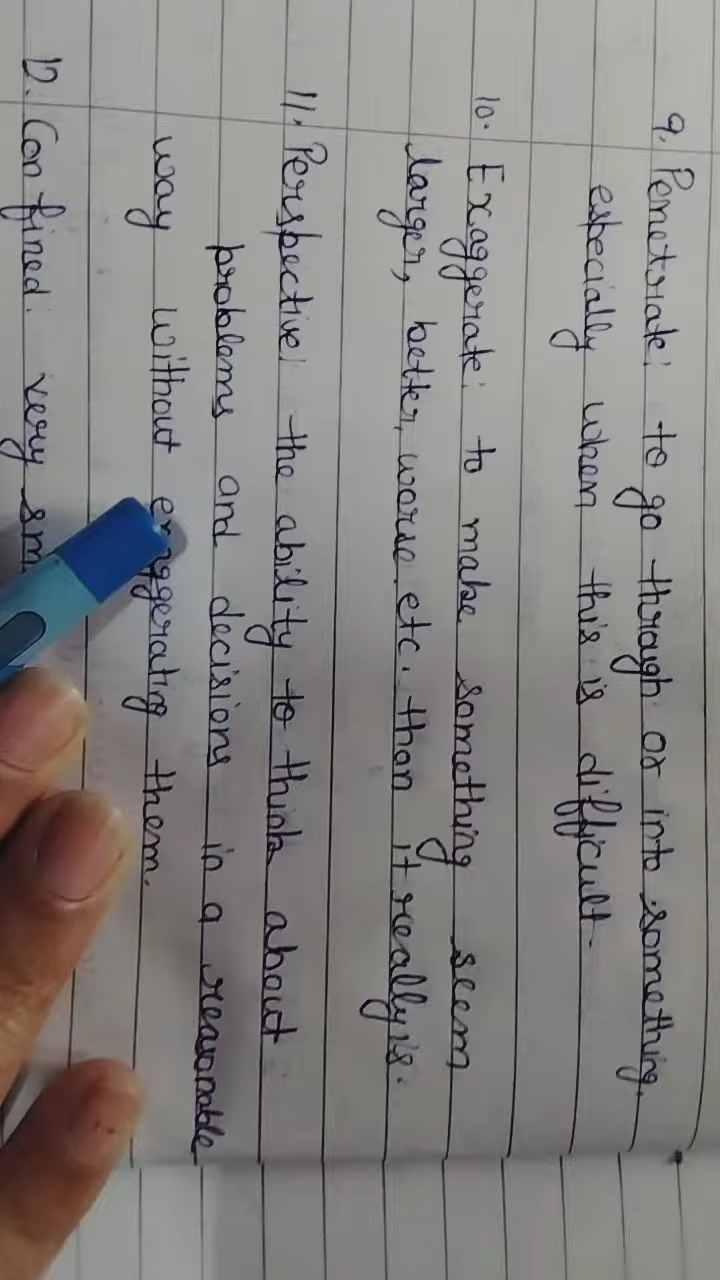 9. Penetrate: to go through or into something,
especially when this is difficult.
10. Exaggerate: to make something seem
larger, better, worse etc. than it really is.
11. Perspective: the ability to think about
problems and decisions in a reasonable
way without exaggerating them.
12. Confined: very